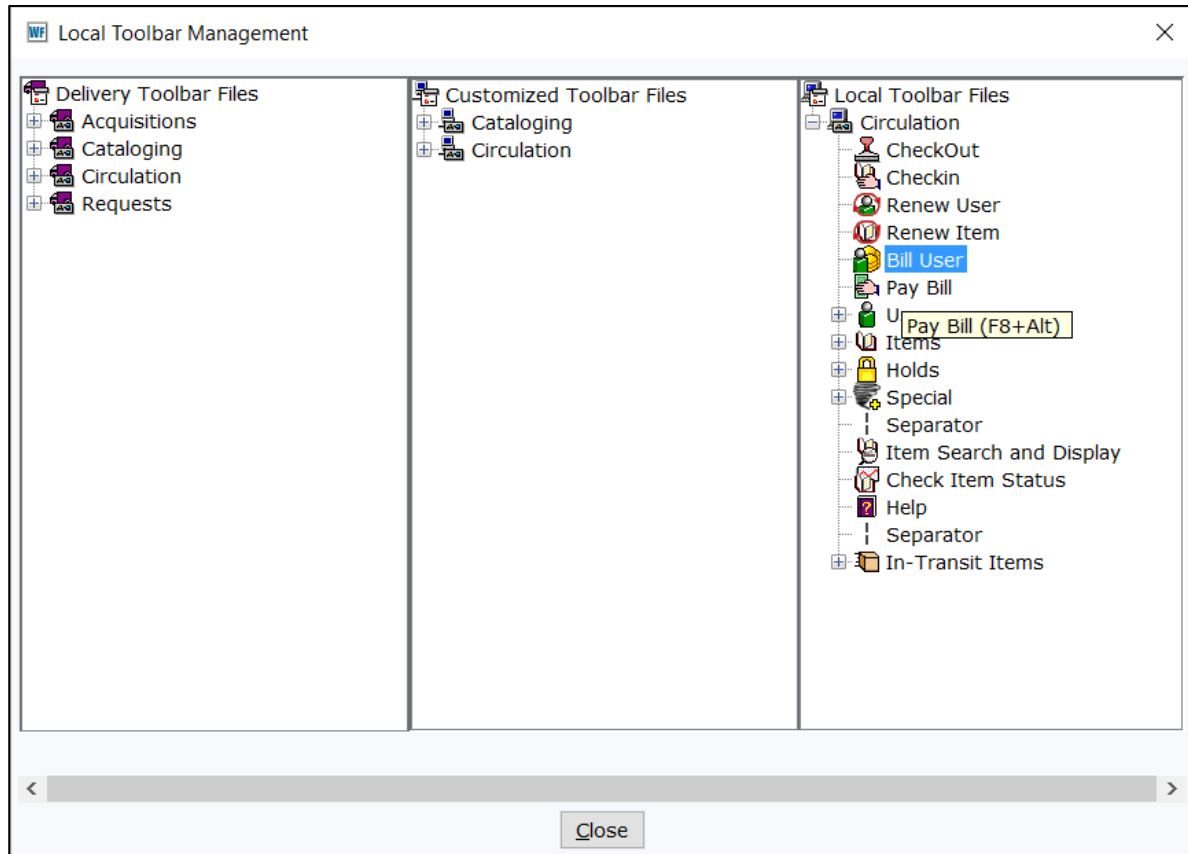 WF Local Toolbar Management
Delivery Toolbar Files
Acquisitions
Cataloging
Circulation
Requests
Customized Toolbar Files
Cataloging
Circulation
Local Toolbar Files
Circulation
CheckOut
Checkin
Renew User
Renew Item
Bill User
Pay Bill
U
Pay Bill (F8+Alt)
Items
Holds
Special
Separator
Item Search and Display
Check Item Status
Help
Separator
In-Transit Items
Close